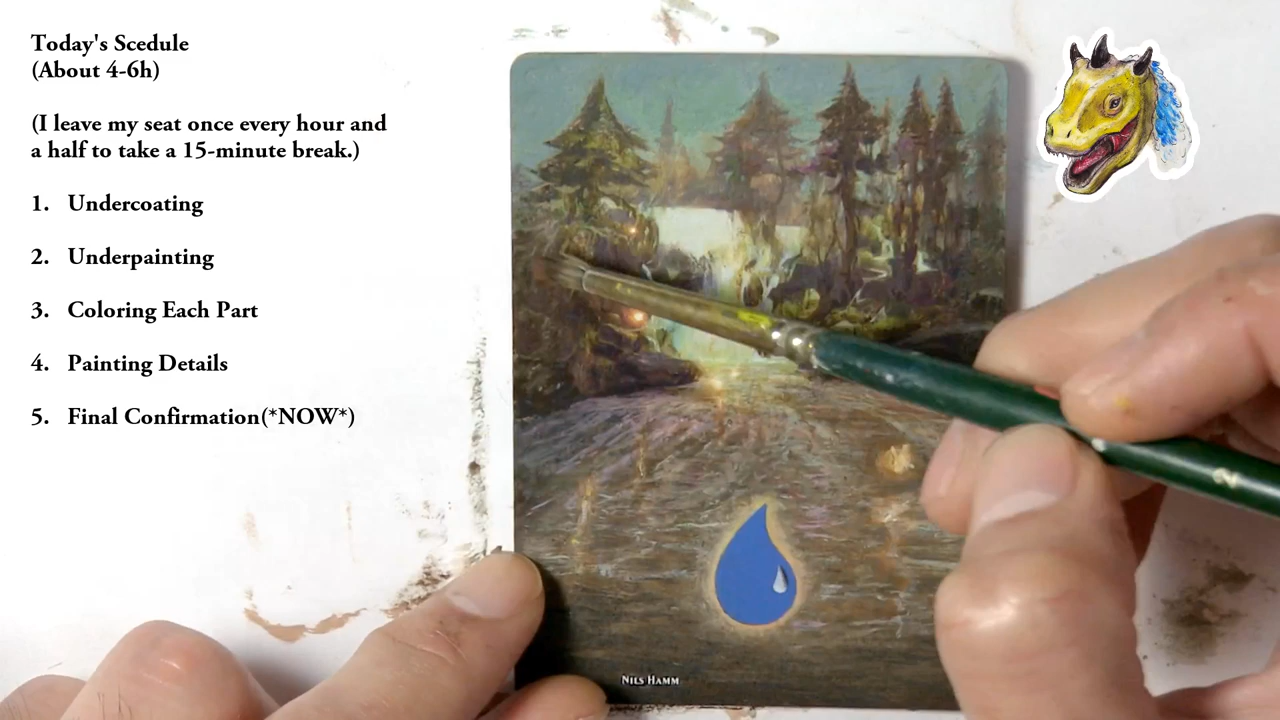 Today's Scedule
(About 4-6h)
(I leave my seat once every hour and
a half to take a 15-minute break.)
1. Undercoating
2. Underpainting
3. Coloring Each Part
4. Painting Details
5. Final Confirmation(*NOW*)
2
Nils Hamm